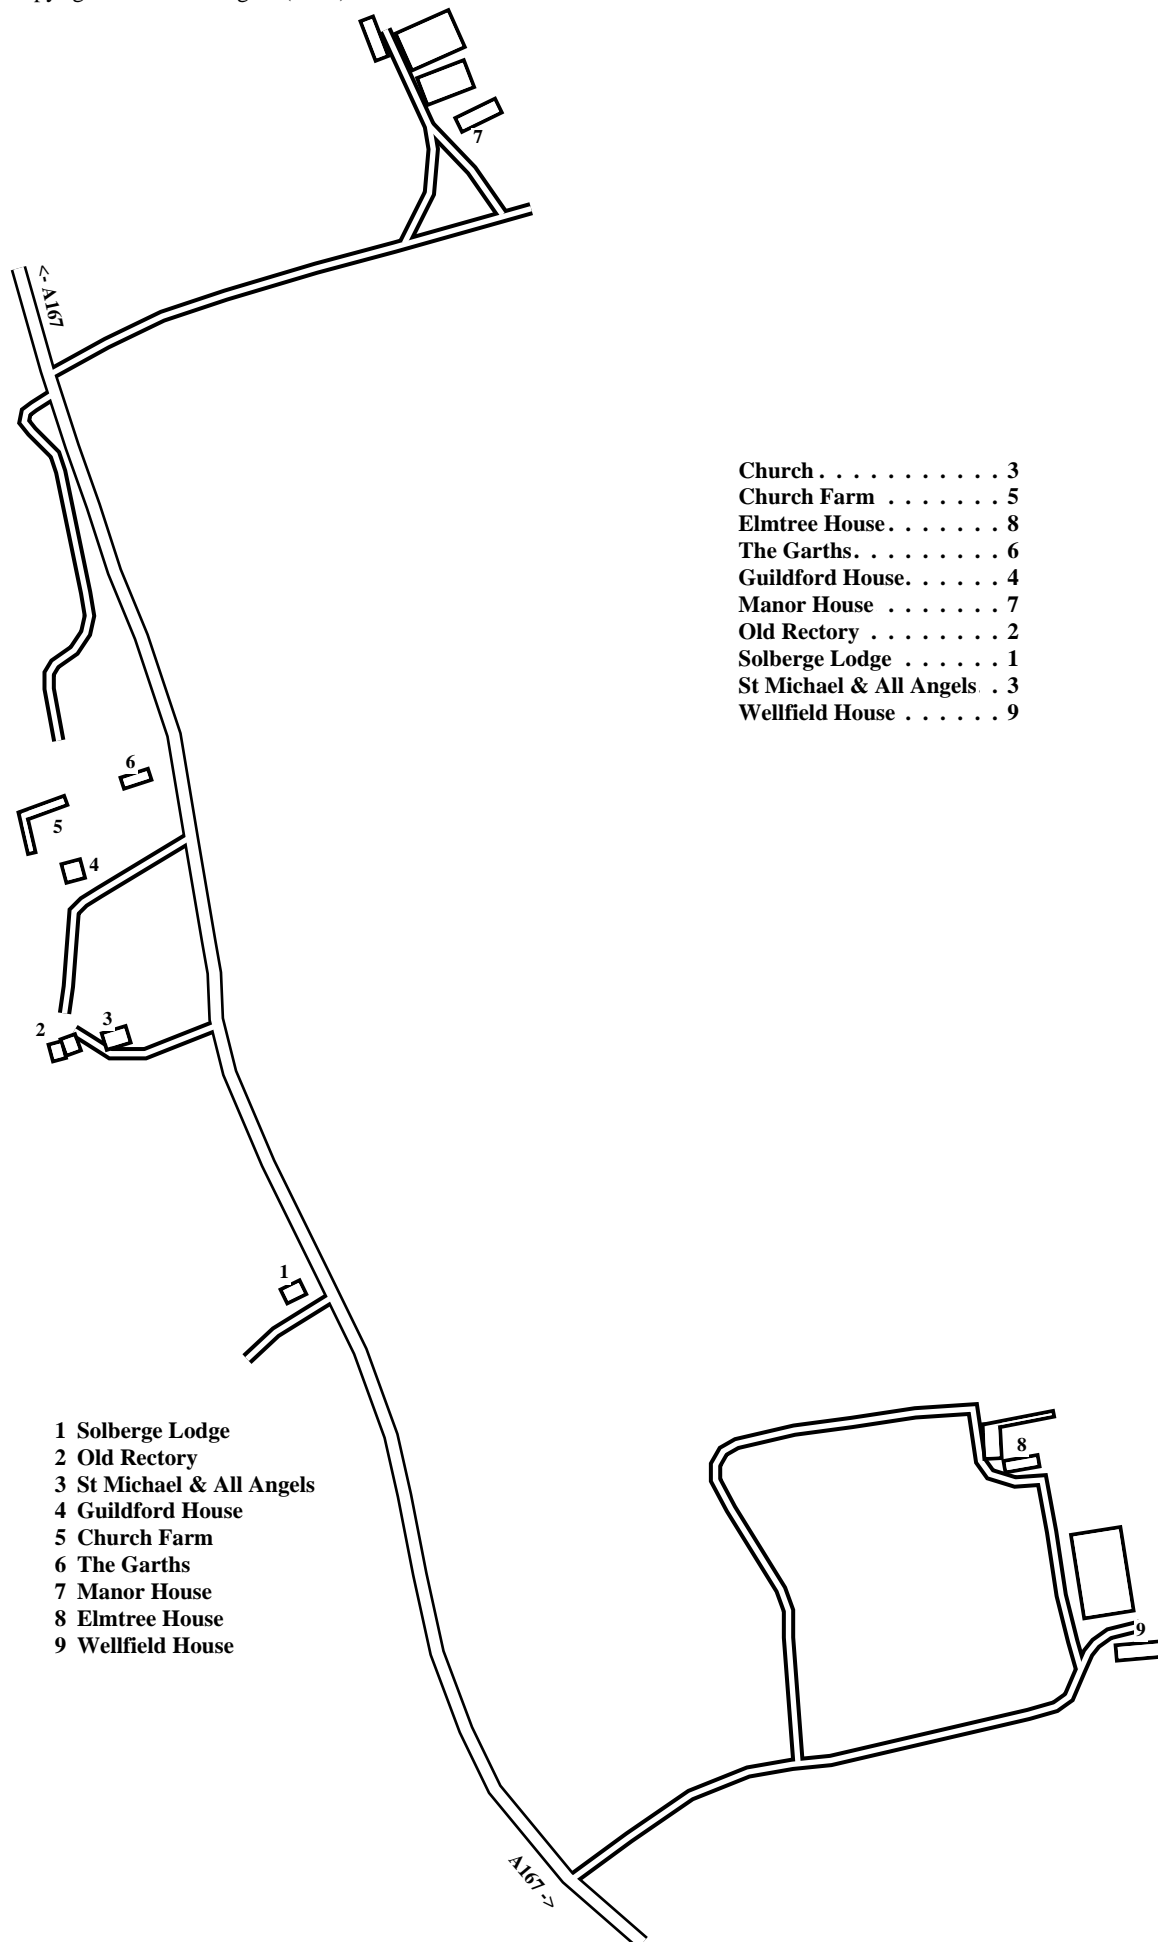 7
<- A167
Church . . . . . . . . . . . 3
Church Farm . . . . . . . 5
Elmtree House . . . . . . . 8
The Garths . . . . . . . . . 6
Guildford House . . . . . . 4
Manor House . . . . . . . 7
Old Rectory . . . . . . . . 2
Solberge Lodge . . . . . . 1
St Michael & All Angels . . 3
Wellfield House . . . . . . 9
6
5
4
3
2
1
1 Solberge Lodge
2 Old Rectory
3 St Michael & All Angels
4 Guildford House
5 Church Farm
6 The Garths
7 Manor House
8 Elmtree House
9 Wellfield House
8
9
A167 ->